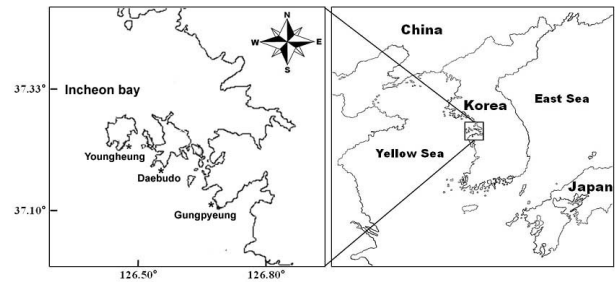 N
W
E
S
37.33°
Incheon bay
Youngheung
Daebudo
Gungpyeung
37.10°
126.50°
126.80°
China
Korea
East Sea
Yellow Sea
Japan